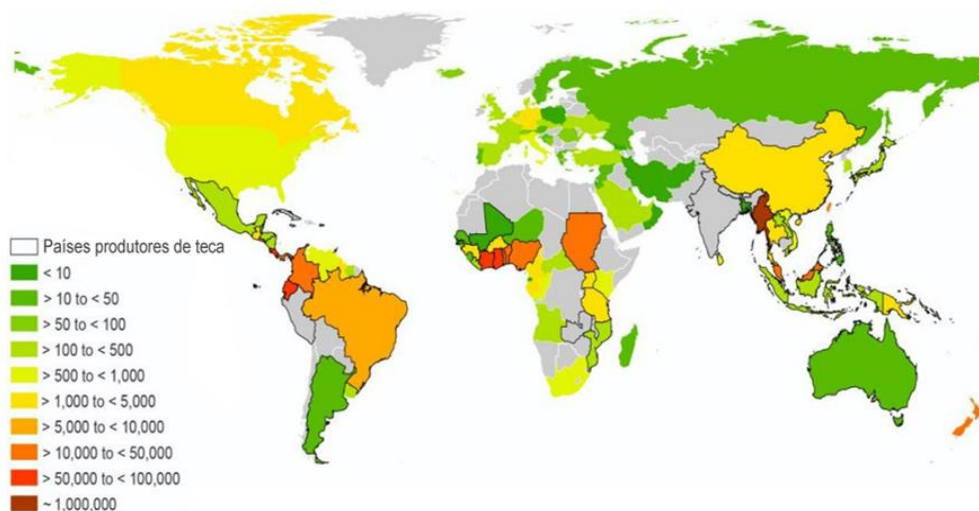 Países produtores de teca
< 10
> 10 to < 50
> 50 to < 100
> 100 to < 500
> 500 to < 1,000
> 1,000 to < 5,000
> 5,000 to < 10,000
> 10,000 to < 50,000
> 50,000 to < 100,000
~ 1.000.000